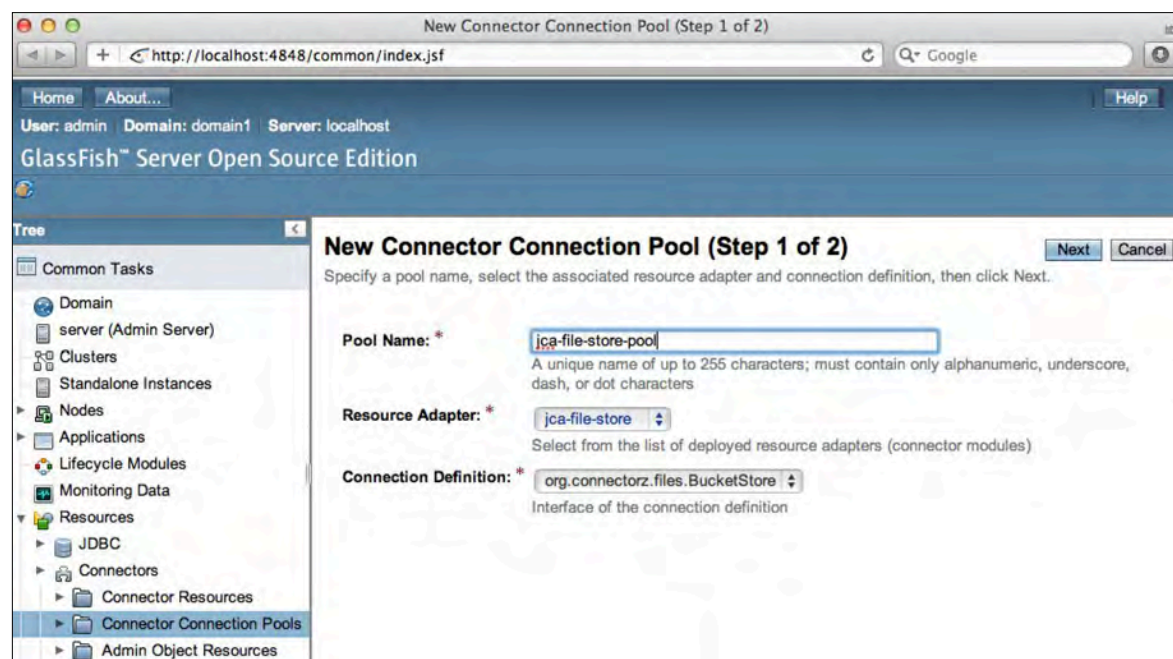 New Connector Connection Pool (Step 1 of 2)
http://localhost:4848/common/index.jsf
Google
Home About... Help
User: admin Domain: domain1 Server: localhost
GlassFish™ Server Open Source Edition
Tree
Common Tasks
Domain
server (Admin Server)
Clusters
Standalone Instances
Nodes
Applications
Lifecycle Modules
Monitoring Data
Resources
JDBC
Connectors
Connector Resources
Connector Connection Pools
Admin Object Resources
New Connector Connection Pool (Step 1 of 2)
Next Cancel
Specify a pool name, select the associated resource adapter and connection definition, then click Next.
Pool Name: * jca-file-store-pool
A unique name of up to 255 characters; must contain only alphanumeric, underscore,
dash, or dot characters
Resource Adapter: * jca-file-store
Select from the list of deployed resource adapters (connector modules)
Connection Definition: * org.connectorz.files.BucketStore
Interface of the connection definition